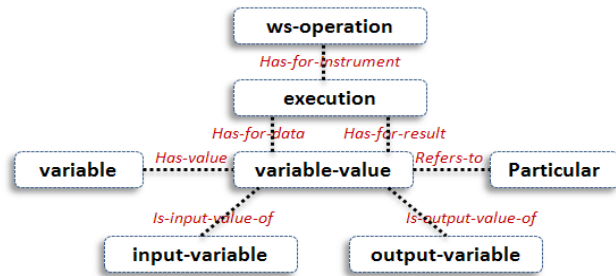 ws-operation
Has-for-instrument
execution
Has-for-data Has-for-result
variable Has-value variable-value Refers-to Particular
Is-input-value-of Is-output-value-of
input-variable output-variable